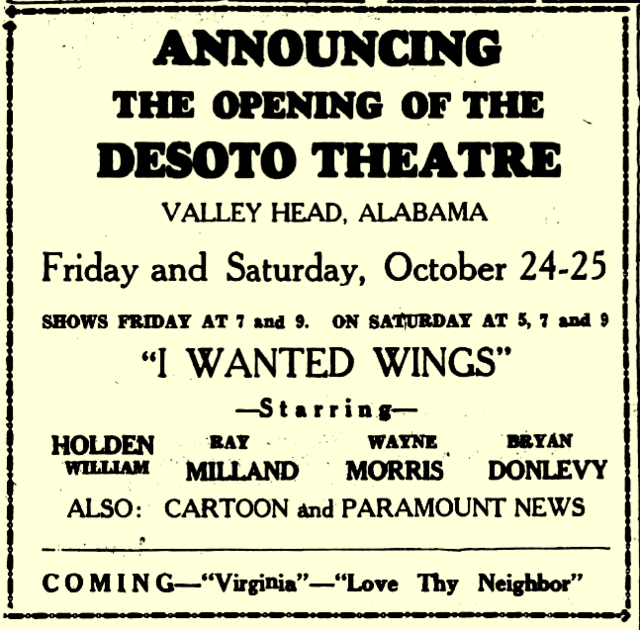 ANNOUNCING
THE OPENING OF THE
DESOTO THEATRE
VALLEY HEAD, ALABAMA
Friday and Saturday, October 24-25
SHOWS FRIDAY AT 7 and 9. ON SATURDAY AT 5, 7 and 9
"I WANTED WINGS"
—Starring—
HOLDEN RAY WAYNE BRYAN
WILLIAM MILLAND MORRIS DONLEVY
ALSO: CARTOON and PARAMOUNT NEWS
COMING—"Virginia"—"Love Thy Neighbor"